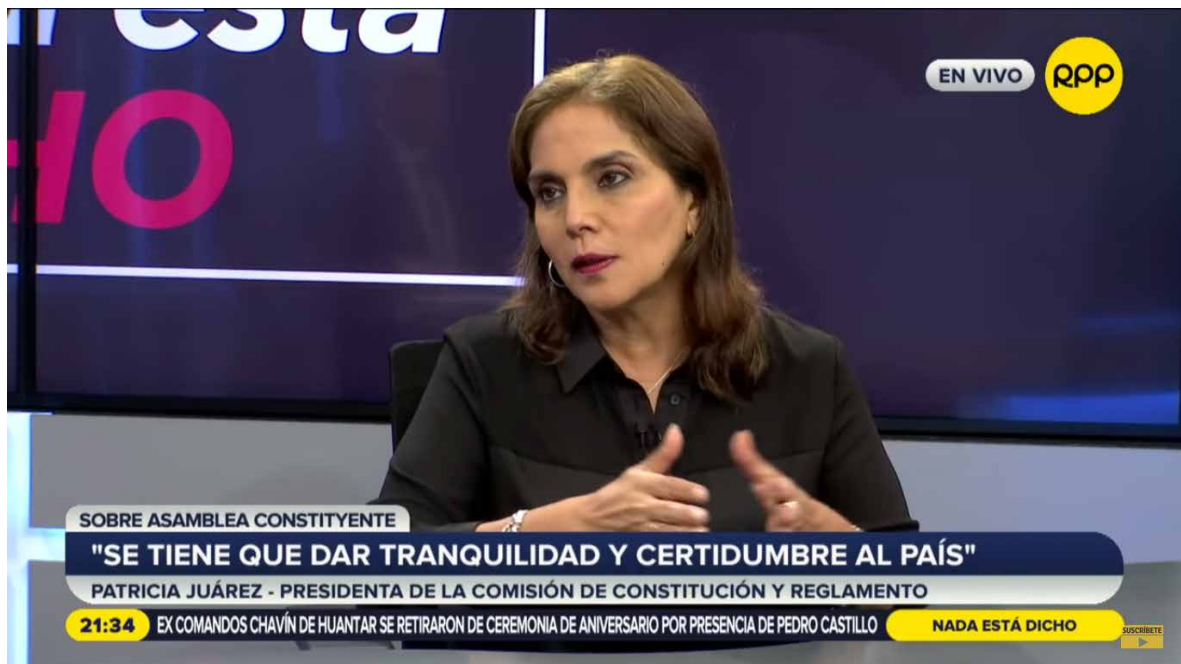 está
HO
EN VIVO
RPP
SOBRE ASAMBLEA CONSTITYENTE
"SE TIENE QUE DAR TRANQUILIDAD Y CERTIDUMBRE AL PAÍS"
PATRICIA JUÁREZ - PRESIDENTA DE LA COMISIÓN DE CONSTITUCIÓN Y REGLAMENTO
21:34 EX COMANDOS CHAVÍN DE HUANTAR SE RETIRARON DE CEREMONIA DE ANIVERSARIO POR PRESENCIA DE PEDRO CASTILLO NADA ESTÁ DICHO
SUSCRÍBETE